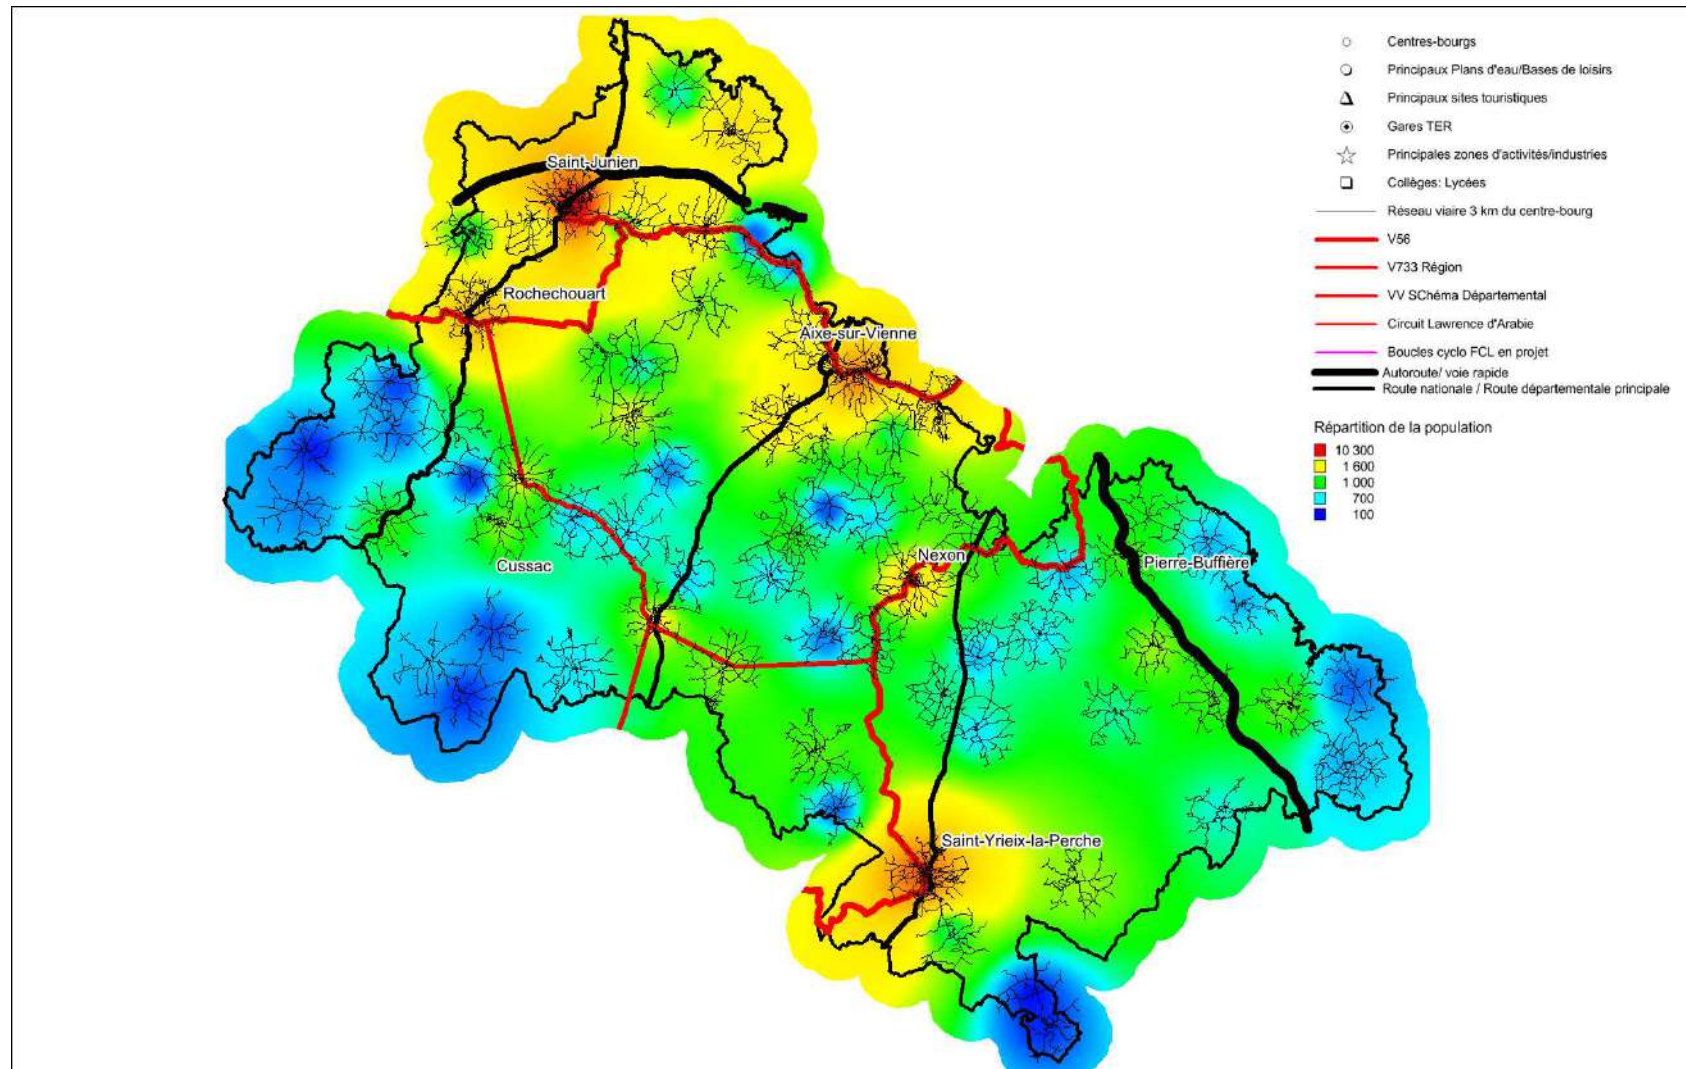 Centres-bourgs
Principaux Plans d'eau/Bases de loisirs
Principaux sites touristiques
Gares TER
Principales zones d'activités/industries
Collèges: Lycées
Réseau viaire 3 km du centre-bourg
V56
V733 Région
VV SChéma Départemental
Circuit Lawrence d'Arabie
Boucles cyclo FCL en projet
Autoroute/ voie rapide
Route nationale / Route départementale principale
Répartition de la population
10 300
1 600
1 000
700
100
Saint-Junien
Rochechouart
Aixe-sur-Vienne
Nexon
Pierre-Buffière
Cussac
Saint-Yrieix-la-Perche